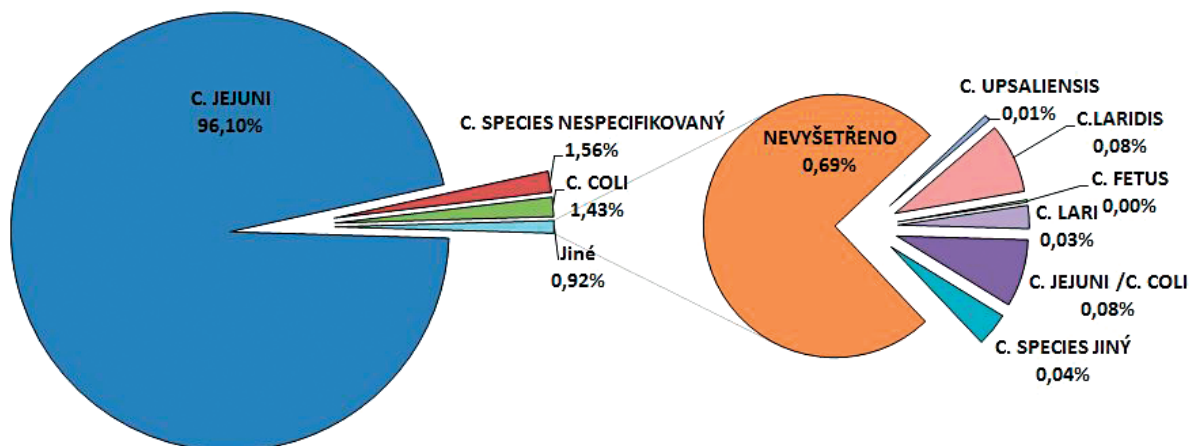 C. JEJUNI
96,10%
C. SPECIES NESPECIFIKOVANÝ
1,56%
C. COLI
1,43%
Jiné
0,92%
NEVYŠETŘENO
0,69%
C. UPSALIENSIS
0,01%
C.LARIDIS
0,08%
C. FETUS
0,00%
C. LARI
0,03%
C. JEJUNI /C. COLI
0,08%
C. SPECIES JINÝ
0,04%